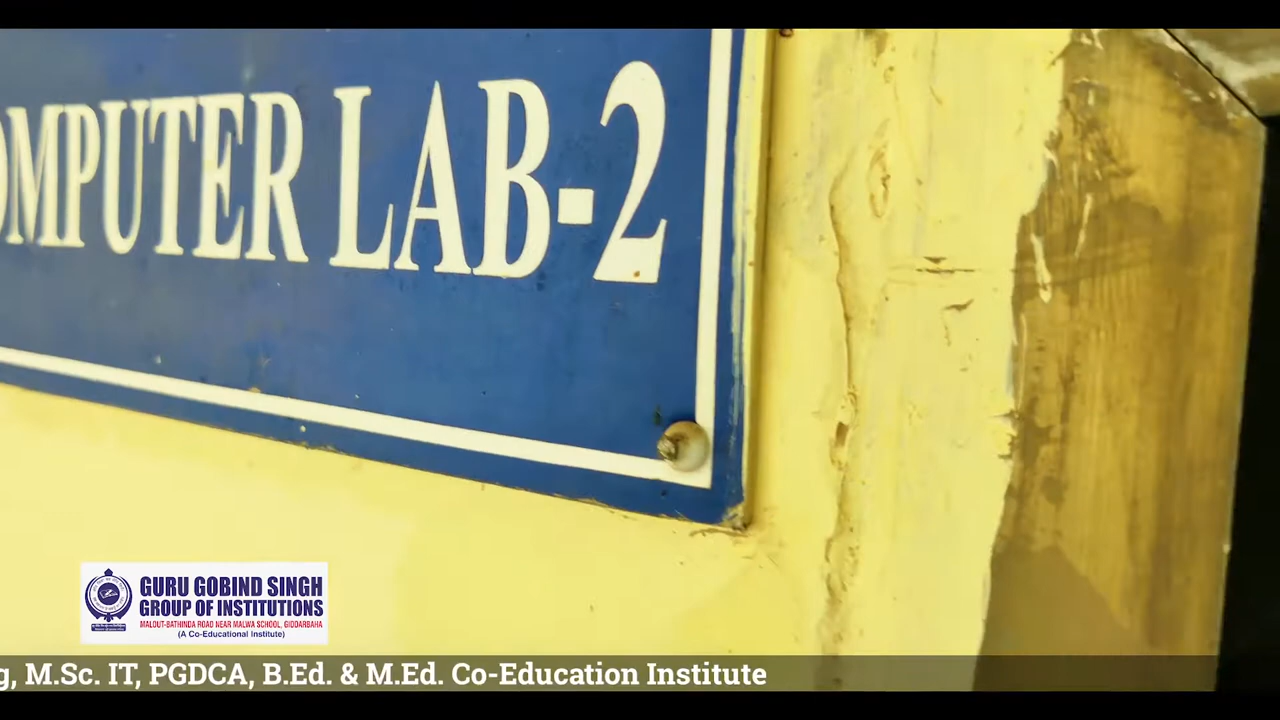 OMPUTER LAB-2
GURU GOBIND SINGH
GROUP OF INSTITUTIONS
MALOUT-BATHINDA ROAD NEAR MALWA SCHOOL, GIDDARBAHA
(A Co-Educational Institute)
g, M.Sc. IT, PGDCA, B.Ed. & M.Ed. Co-Education Institute